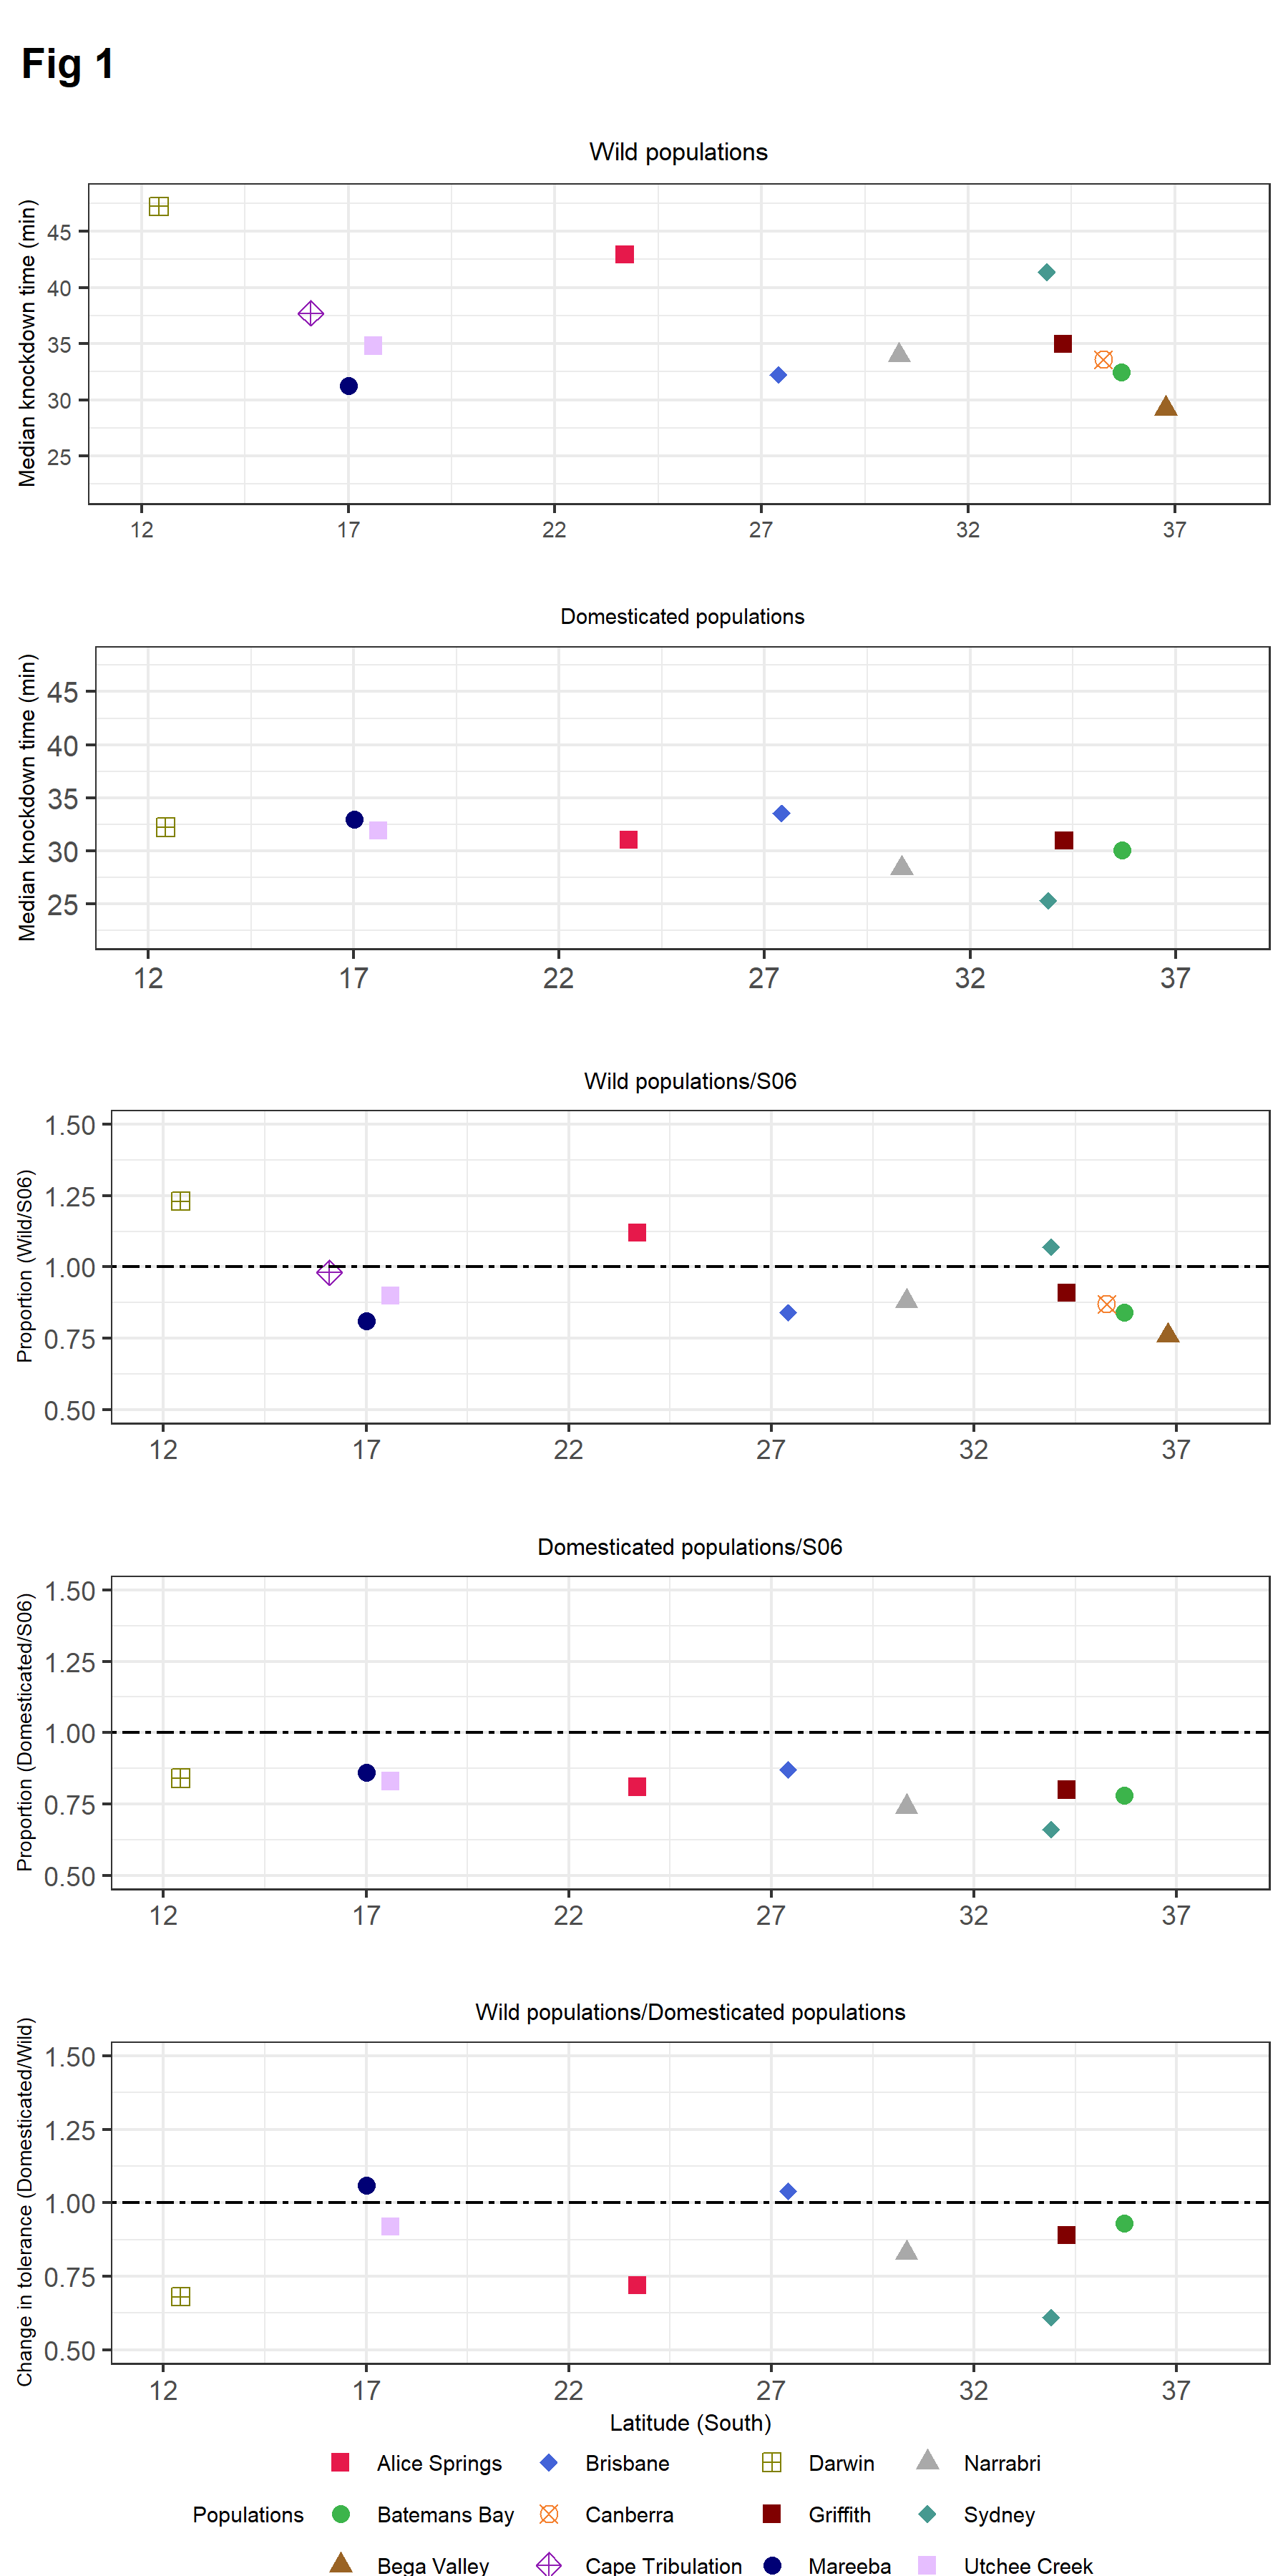 Fig 1
Wild populations
Median knockdown time (min)
45
40
35
30
25
12 17 22 27 32 37
Domesticated populations
Median knockdown time (min)
45
40
35
30
25
12 17 22 27 32 37
Wild populations/S06
Proportion (Wild/S06)
1.50
1.25
1.00
0.75
0.50
12 17 22 27 32 37
Domesticated populations/S06
Proportion (Domesticated/S06)
1.50
1.25
1.00
0.75
0.50
12 17 22 27 32 37
Wild populations/Domesticated populations
Change in tolerance (Domesticated/Wild)
1.50
1.25
1.00
0.75
0.50
12 17 22 27 32 37
Latitude (South)
Alice Springs Brisbane Darwin Narrabri
Populations Batemans Bay Canberra Griffith Sydney
Bega Valley Cape Tribulation Mareeba Utchee Creek